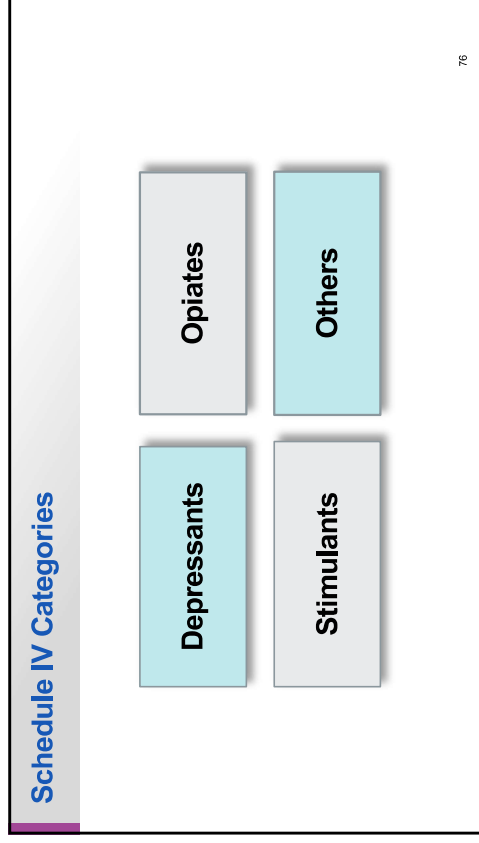 Schedule IV Categories
Depressants
Opiates
Stimulants
Others
76